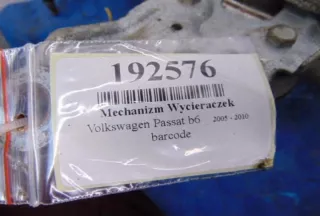 192576
Mechanizm Wycieraczek
Volkswagen Passat b6 2005 - 2010
barcode